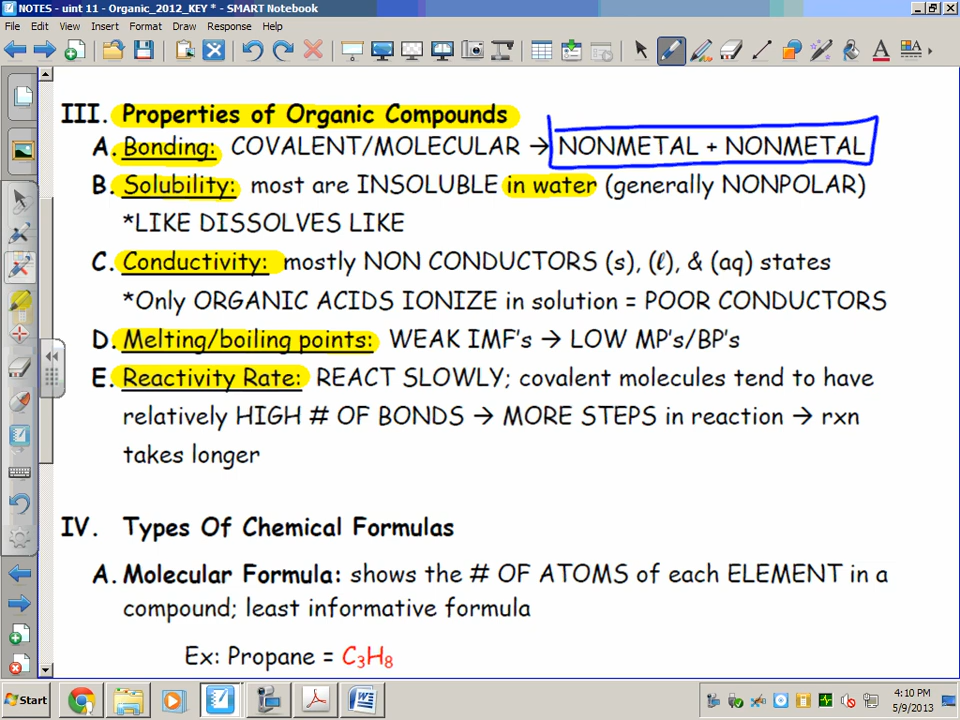 NOTES - uint 11 - Organic_2012_KEY * - SMART Notebook
File Edit View Insert Format Draw Response Help
III. Properties of Organic Compounds
A. Bonding: COVALENT/MOLECULAR → NONMETAL + NONMETAL
B. Solubility: most are INSOLUBLE in water (generally NONPOLAR)
*LIKE DISSOLVES LIKE
C. Conductivity: mostly NON CONDUCTORS (s), (ℓ), & (aq) states
*Only ORGANIC ACIDS IONIZE in solution = POOR CONDUCTORS
D. Melting/boiling points: WEAK IMF's → LOW MP's/BP's
E. Reactivity Rate: REACT SLOWLY; covalent molecules tend to have
relatively HIGH # OF BONDS → MORE STEPS in reaction → rxn
takes longer
IV. Types Of Chemical Formulas
A. Molecular Formula: shows the # OF ATOMS of each ELEMENT in a
compound; least informative formula
Ex: Propane = C₃H₈
Start
4:10 PM
5/9/2013